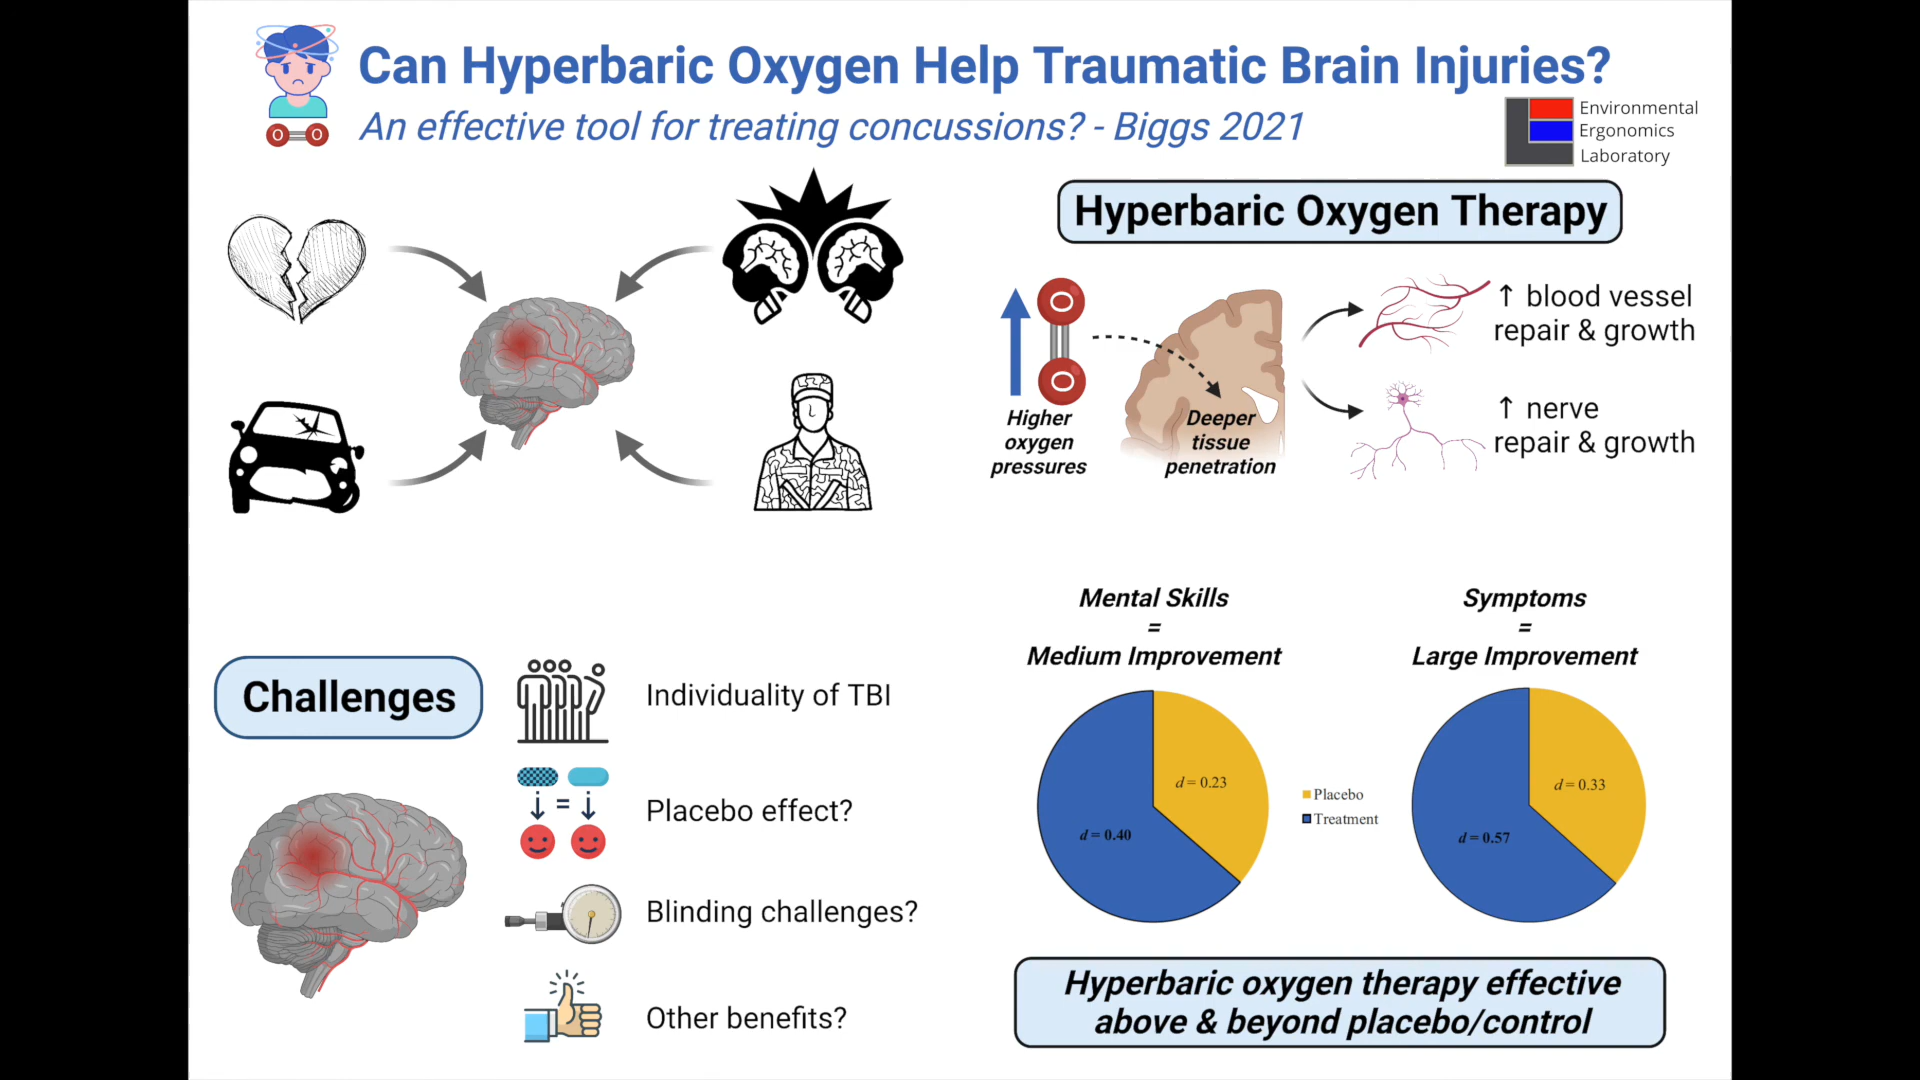 Can Hyperbaric Oxygen Help Traumatic Brain Injuries?
An effective tool for treating concussions? - Biggs 2021
O O
Environmental
Ergonomics
Laboratory
Hyperbaric Oxygen Therapy
O
O
Higher
oxygen
pressures
Deeper
tissue
penetration
↑ blood vessel
repair & growth
↑ nerve
repair & growth
Challenges
Individuality of TBI
=
Placebo effect?
Blinding challenges?
Other benefits?
Mental Skills
=
Medium Improvement
d = 0.23
d = 0.40
Placebo
Treatment
Symptoms
=
Large Improvement
d = 0.33
d = 0.57
Hyperbaric oxygen therapy effective
above & beyond placebo/control